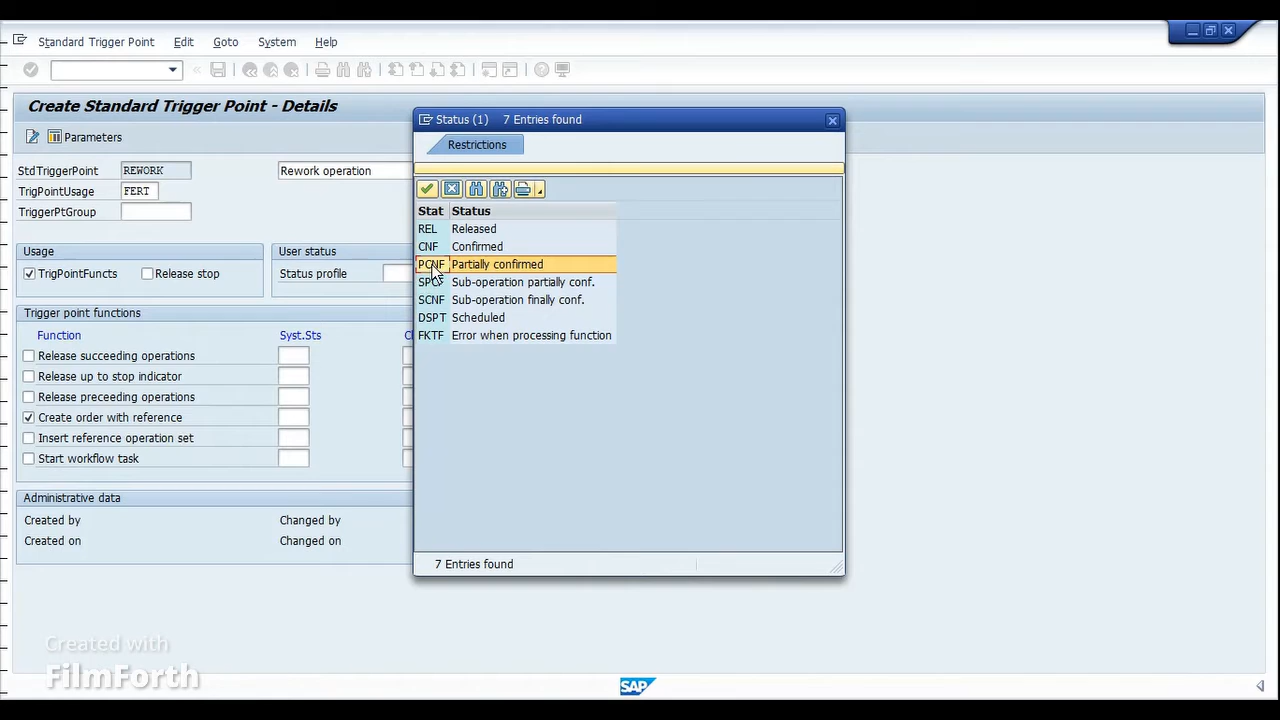 Standard Trigger Point Edit Goto System Help
Create Standard Trigger Point - Details
Parameters
StdTriggerPoint REWORK Rework operation
TrigPointUsage FERT
TriggerPtGroup
Usage User status
TrigPointFuncts Release stop Status profile
Trigger point functions
Function Syst.Sts
Release succeeding operations
Release up to stop indicator
Release preceeding operations
Create order with reference
Insert reference operation set
Start workflow task
Administrative data
Created by Changed by
Created on Changed on
Status (1) 7 Entries found
Restrictions
Stat Status
REL Released
CNF Confirmed
PCNF Partially confirmed
SPCF Sub-operation partially conf.
SCNF Sub-operation finally conf.
DSPT Scheduled
FKTF Error when processing function
7 Entries found
Created with
FilmForth
SAP